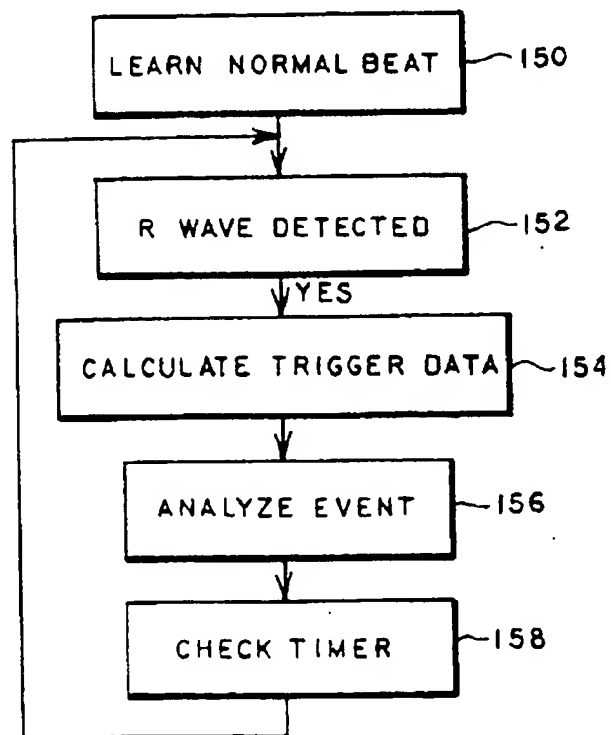 LEARN NORMAL BEAT 150
R WAVE DETECTED 152
YES
CALCULATE TRIGGER DATA 154
ANALYZE EVENT 156
CHECK TIMER 158